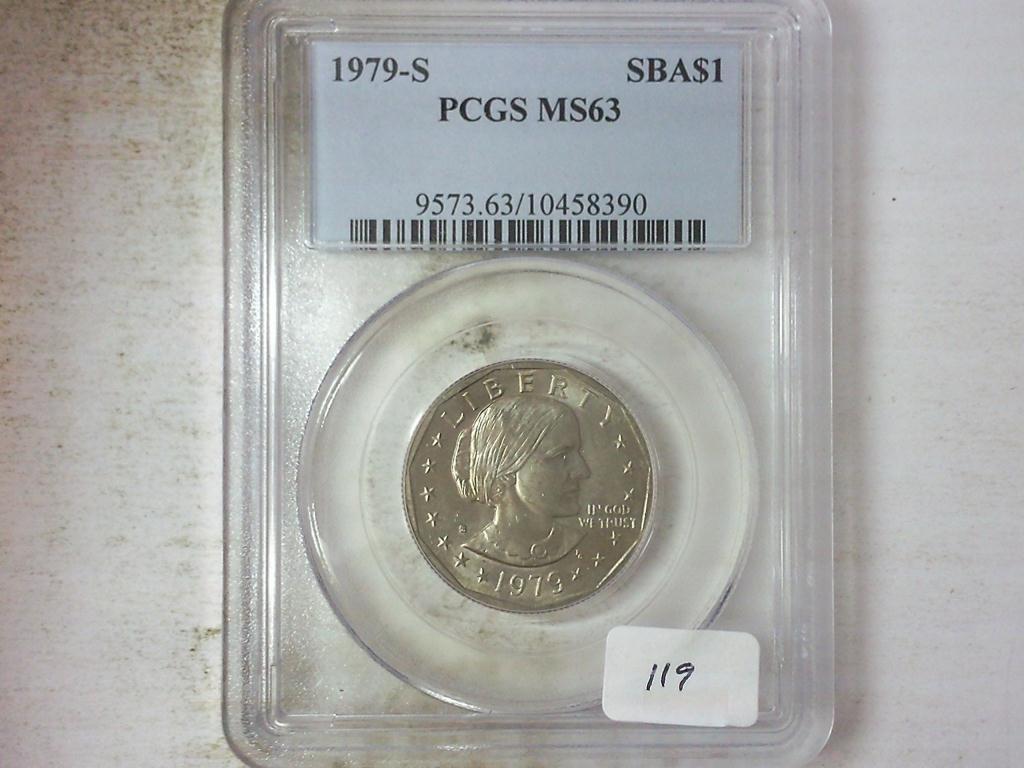 1979-S SBA$1
PCGS MS63
9573.63/10458390
LIBERTY
IN GOD
WE TRUST
S
1979
119